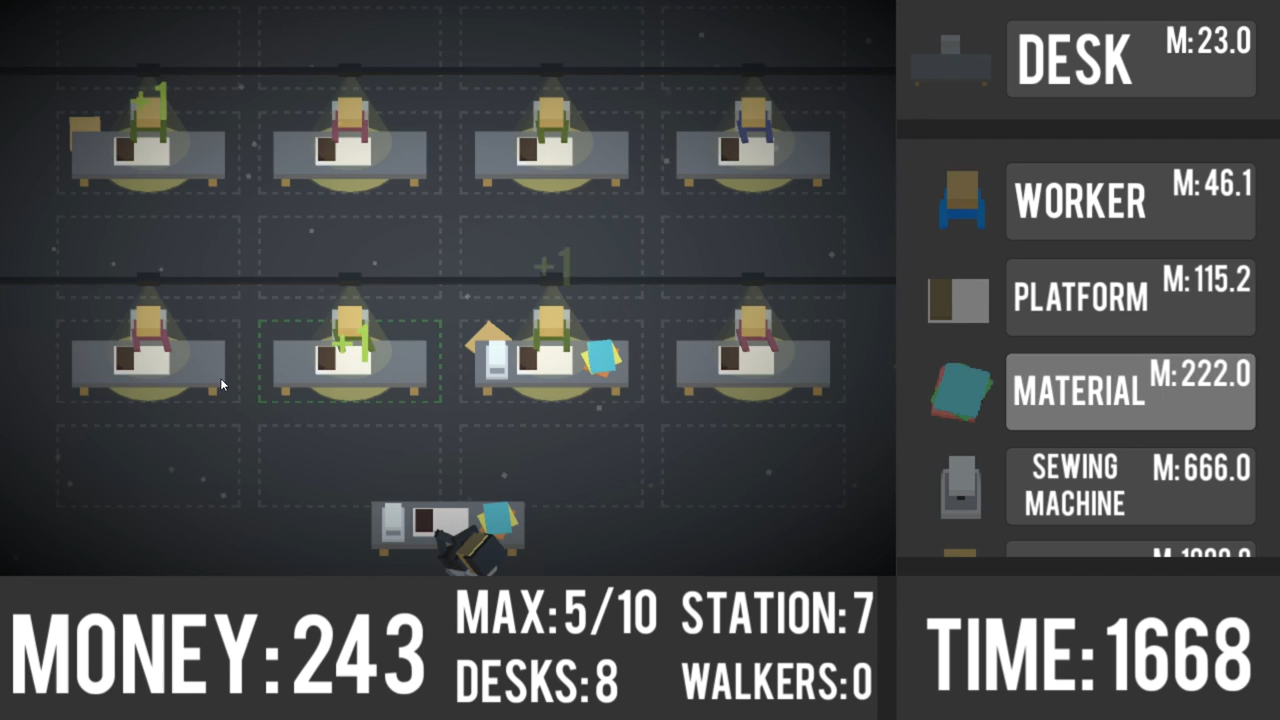 DESK
M: 23.0
WORKER
M: 46.1
PLATFORM
M: 115.2
MATERIAL
M: 222.0
SEWING
MACHINE
M: 666.0
+1
+1
+1
MONEY: 243
MAX: 5/10
STATION: 7
DESKS: 8
WALKERS: 0
TIME: 1668